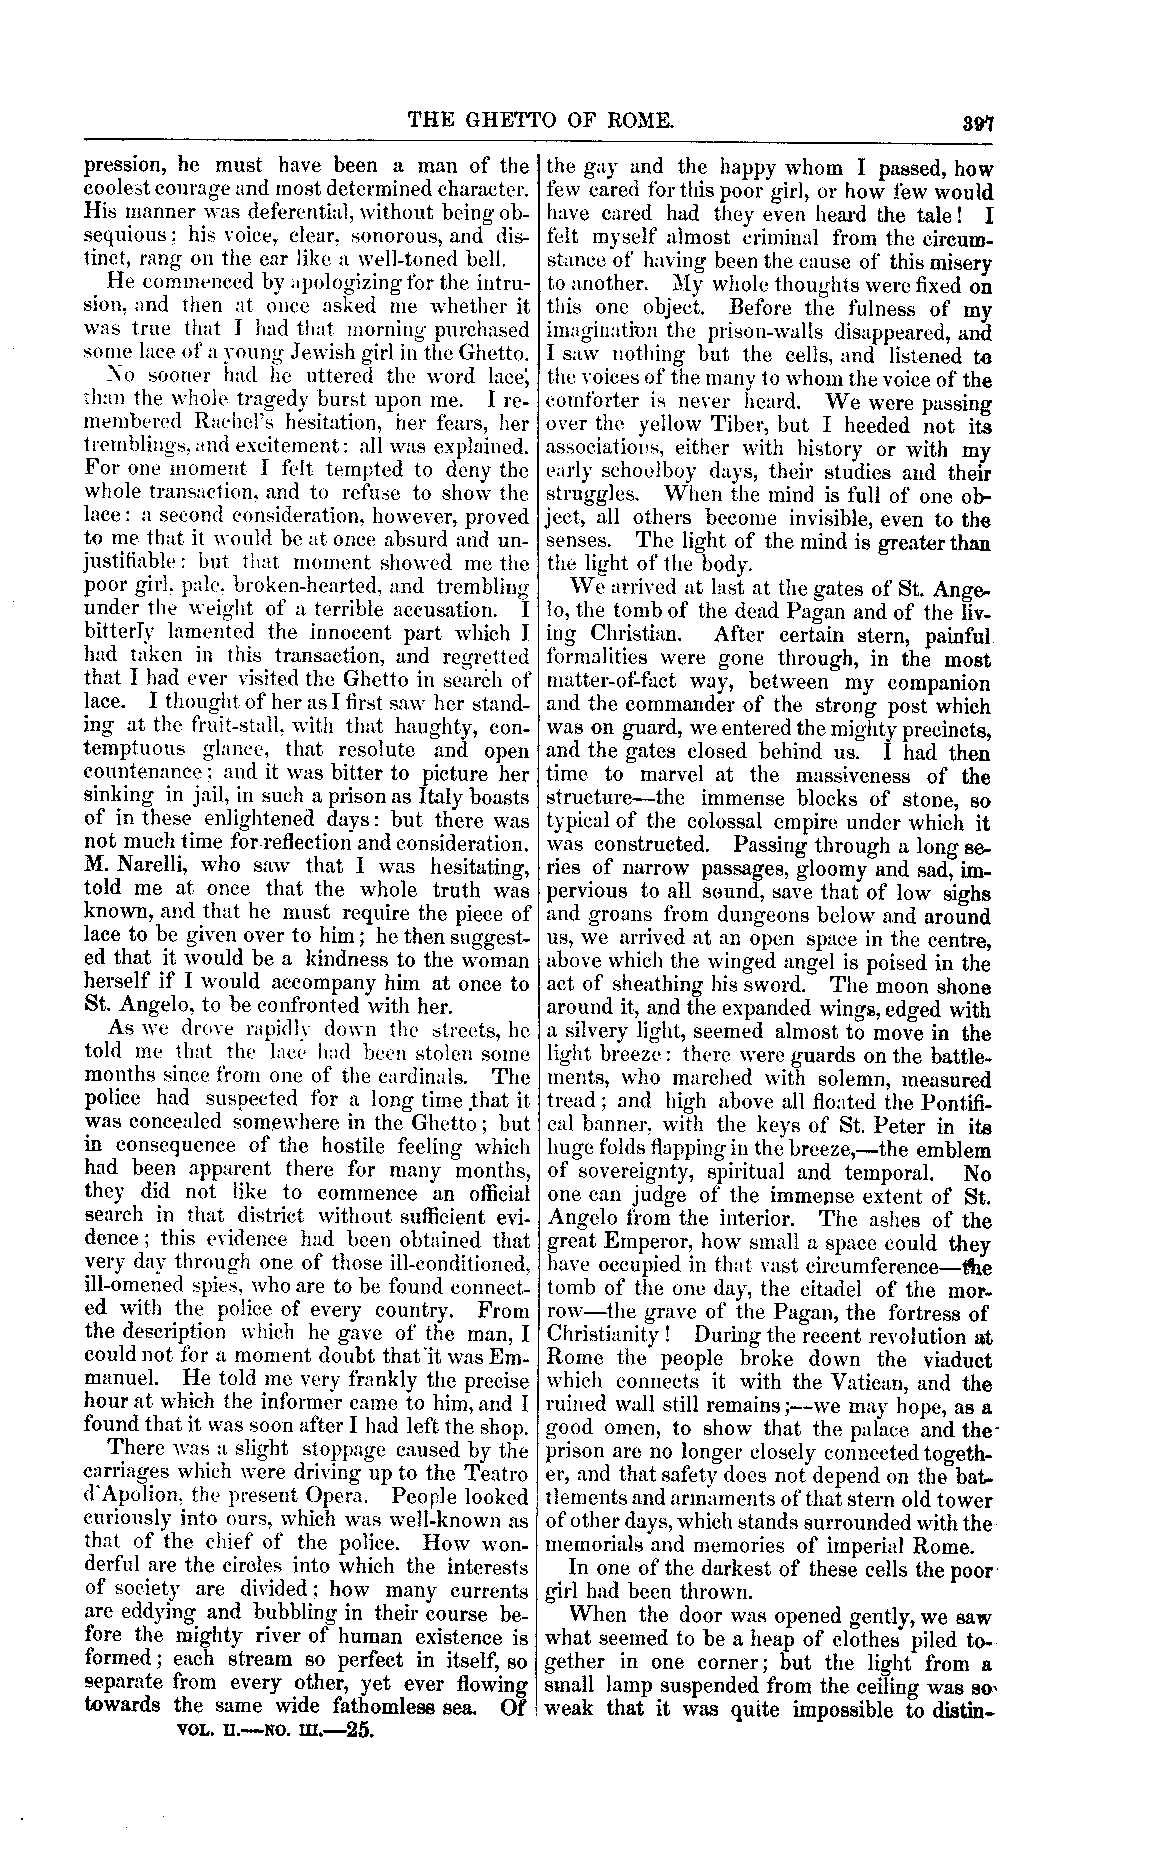 THE GHETTO OF ROME.
397
pression, he must have been a man of the
coolest courage and most determined character.
His manner was deferential, without being ob-
sequious; his voice, clear, sonorous, and dis-
tinct, rang on the ear like a well-toned bell.
He commenced by apologizing for the intru-
sion, and then at once asked me whether it
was true that I had that morning purchased
some lace of a young Jewish girl in the Ghetto.
No sooner had he uttered the word lace,
than the whole tragedy burst upon me. I re-
membered Rachel's hesitation, her fears, her
tremblings, and excitement: all was explained.
For one moment I felt tempted to deny the
whole transaction, and to refuse to show the
lace: a second consideration, however, proved
to me that it would be at once absurd and un-
justifiable: but that moment showed me the
poor girl, pale, broken-hearted, and trembling
under the weight of a terrible accusation. I
bitterly lamented the innocent part which I
had taken in this transaction, and regretted
that I had ever visited the Ghetto in search of
lace. I thought of her as I first saw her stand-
ing at the fruit-stall, with that haughty, con-
temptuous glance, that resolute and open
countenance; and it was bitter to picture her
sinking in jail, in such a prison as Italy boasts
of in these enlightened days: but there was
not much time for reflection and consideration.
M. Narelli, who saw that I was hesitating,
told me at once that the whole truth was
known, and that he must require the piece of
lace to be given over to him; he then suggest-
ed that it would be a kindness to the woman
herself if I would accompany him at once to
St. Angelo, to be confronted with her.
As we drove rapidly down the streets, he
told me that the lace had been stolen some
months since from one of the cardinals. The
police had suspected for a long time that it
was concealed somewhere in the Ghetto; but
in consequence of the hostile feeling which
had been apparent there for many months,
they did not like to commence an official
search in that district without sufficient evi-
dence; this evidence had been obtained that
very day through one of those ill-conditioned,
ill-omened spies, who are to be found connect-
ed with the police of every country. From
the description which he gave of the man, I
could not for a moment doubt that it was Em-
manuel. He told me very frankly the precise
hour at which the informer came to him, and I
found that it was soon after I had left the shop.
There was a slight stoppage caused by the
carriages which were driving up to the Teatro
d'Apolion, the present Opera. People looked
curiously into ours, which was well-known as
that of the chief of the police. How won-
derful are the circles into which the interests
of society are divided; how many currents
are eddying and bubbling in their course be-
fore the mighty river of human existence is
formed; each stream so perfect in itself, so
separate from every other, yet ever flowing
towards the same wide fathomless sea. Of
VOL. II.—NO. III.—25.
the gay and the happy whom I passed, how
few cared for this poor girl, or how few would
have cared had they even heard the tale! I
felt myself almost criminal from the circum-
stance of having been the cause of this misery
to another. My whole thoughts were fixed on
this one object. Before the fulness of my
imagination the prison-walls disappeared, and
I saw nothing but the cells, and listened to
the voices of the many to whom the voice of the
comforter is never heard. We were passing
over the yellow Tiber, but I heeded not its
associations, either with history or with my
early schoolboy days, their studies and their
struggles. When the mind is full of one ob-
ject, all others become invisible, even to the
senses. The light of the mind is greater than
the light of the body.
We arrived at last at the gates of St. Ange-
lo, the tomb of the dead Pagan and of the liv-
ing Christian. After certain stern, painful
formalities were gone through, in the most
matter-of-fact way, between my companion
and the commander of the strong post which
was on guard, we entered the mighty precincts,
and the gates closed behind us. I had then
time to marvel at the massiveness of the
structure—the immense blocks of stone, so
typical of the colossal empire under which it
was constructed. Passing through a long se-
ries of narrow passages, gloomy and sad, im-
pervious to all sound, save that of low sighs
and groans from dungeons below and around
us, we arrived at an open space in the centre,
above which the winged angel is poised in the
act of sheathing his sword. The moon shone
around it, and the expanded wings, edged with
a silvery light, seemed almost to move in the
light breeze: there were guards on the battle-
ments, who marched with solemn, measured
tread; and high above all floated the Pontifi-
cal banner, with the keys of St. Peter in its
huge folds flapping in the breeze,—the emblem
of sovereignty, spiritual and temporal. No
one can judge of the immense extent of St.
Angelo from the interior. The ashes of the
great Emperor, how small a space could they
have occupied in that vast circumference—the
tomb of the one day, the citadel of the mor-
row—the grave of the Pagan, the fortress of
Christianity! During the recent revolution at
Rome the people broke down the viaduct
which connects it with the Vatican, and the
ruined wall still remains;—we may hope, as a
good omen, to show that the palace and the
prison are no longer closely connected togeth-
er, and that safety does not depend on the bat-
tlements and armaments of that stern old tower
of other days, which stands surrounded with the
memorials and memories of imperial Rome.
In one of the darkest of these cells the poor
girl had been thrown.
When the door was opened gently, we saw
what seemed to be a heap of clothes piled to-
gether in one corner; but the light from a
small lamp suspended from the ceiling was so
weak that it was quite impossible to distin-